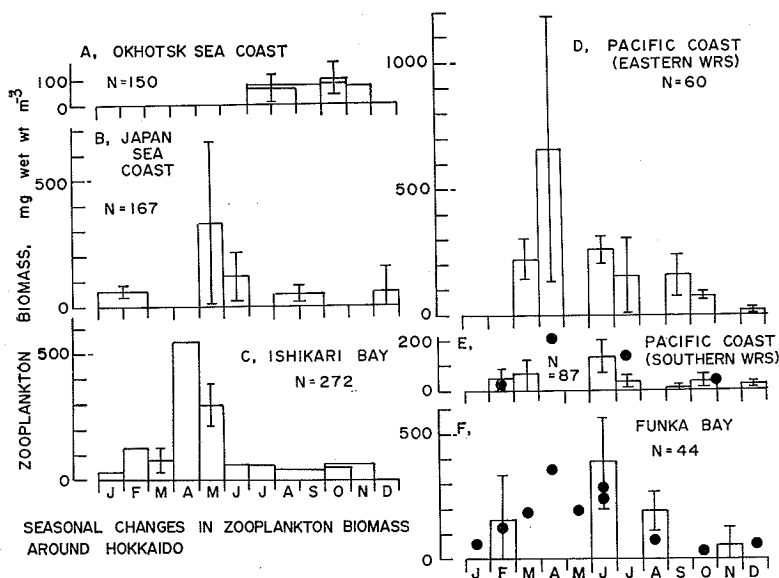 A, OKHOTSK SEA COAST
N=150
100
0
B, JAPAN
SEA
COAST
N=167
500
0
C, ISHIKARI BAY
N=272
500
0
J F M A M J J A S O N D
ZOOPLANKTON BIOMASS, mg wet wt m-3
D, PACIFIC COAST
(EASTERN WRS)
N=60
1000
500
0
E, PACIFIC COAST
(SOUTHERN WRS)
N
=87
200
0
F, FUNKA BAY
N=44
500
0
J F M A M J J A S O N D
SEASONAL CHANGES IN ZOOPLANKTON BIOMASS
AROUND HOKKAIDO